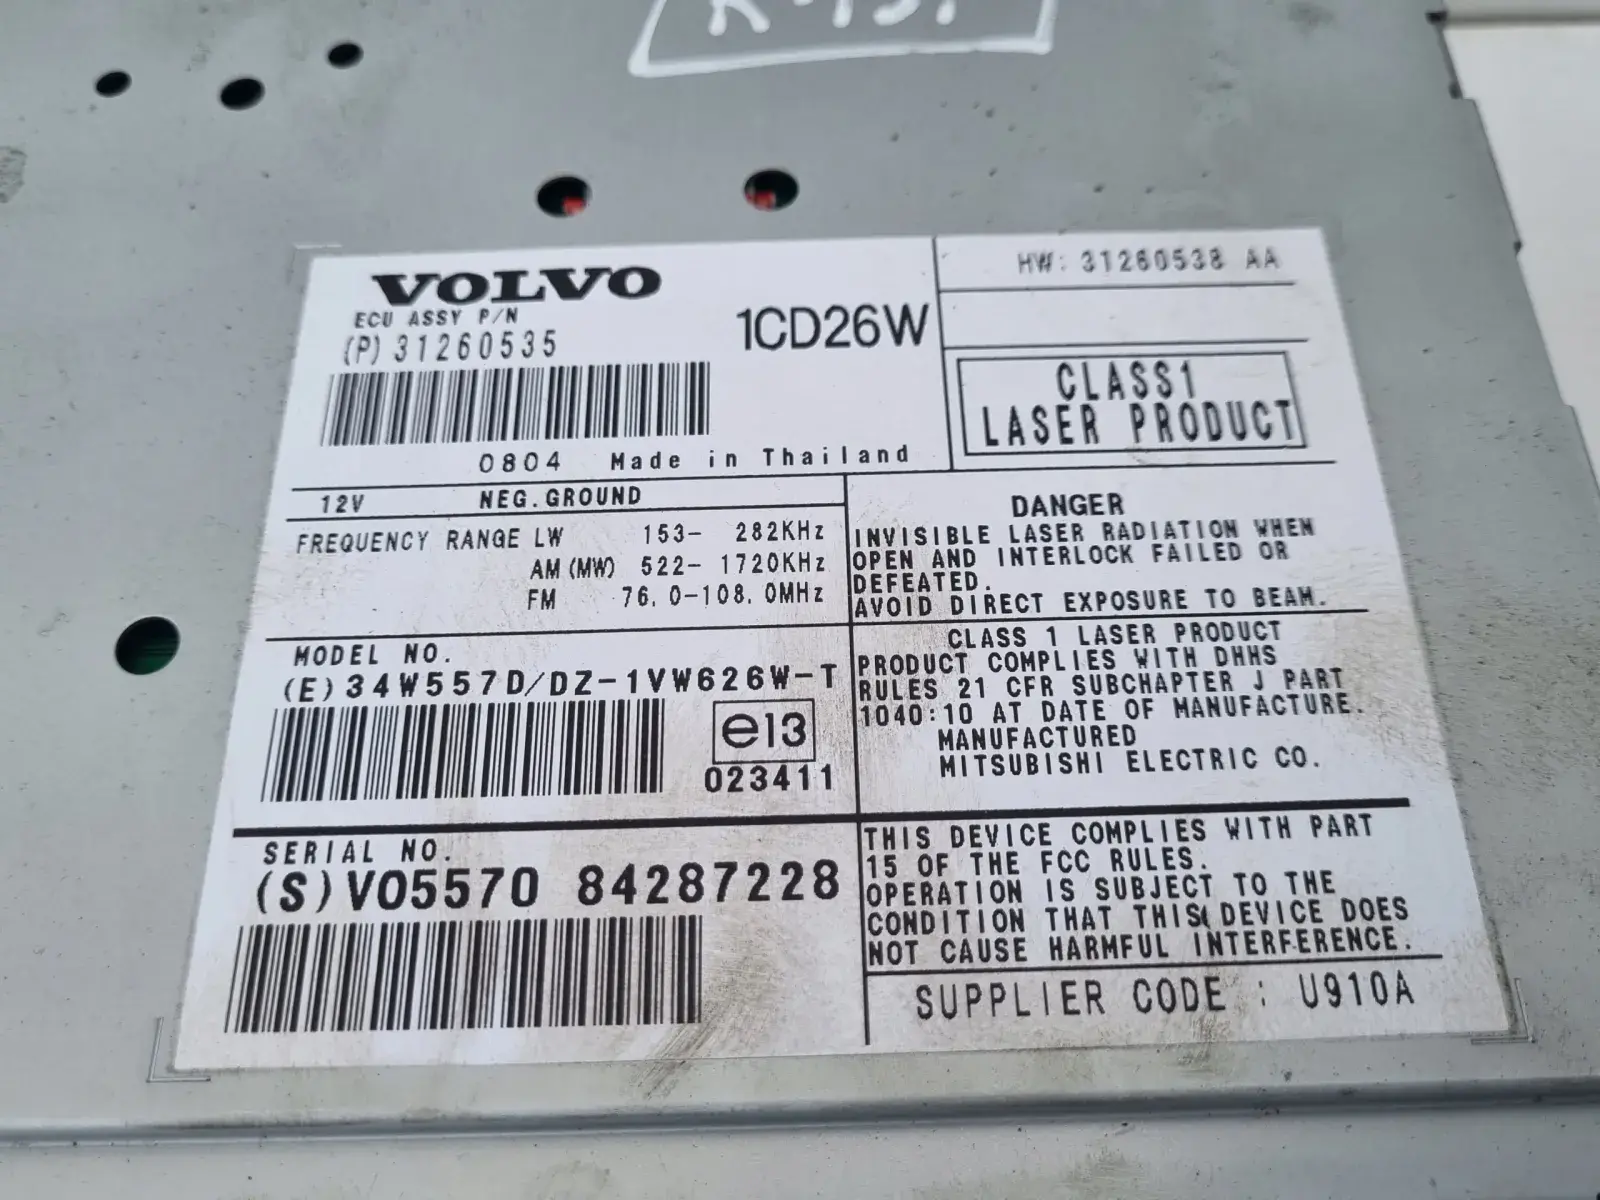 VOLVO
ECU ASSY P/N
(P)31260535
1CD26W
0804 Made in Thailand
HW: 31260538 AA
CLASS1
LASER PRODUCT
12V NEG.GROUND
FREQUENCY RANGE LW 153- 282KHz
AM(MW) 522- 1720KHz
FM 76.0-108.0MHz
DANGER
INVISIBLE LASER RADIATION WHEN
OPEN AND INTERLOCK FAILED OR
DEFEATED.
AVOID DIRECT EXPOSURE TO BEAM.
MODEL NO.
(E)34W557D/DZ-1VW626W-T
e13
023411
CLASS 1 LASER PRODUCT
PRODUCT COMPLIES WITH DHHS
RULES 21 CFR SUBCHAPTER J PART
1040:10 AT DATE OF MANUFACTURE.
MANUFACTURED
MITSUBISHI ELECTRIC CO.
SERIAL NO.
(S)VO5570 84287228
THIS DEVICE COMPLIES WITH PART
15 OF THE FCC RULES.
OPERATION IS SUBJECT TO THE
CONDITION THAT THIS DEVICE DOES
NOT CAUSE HARMFUL INTERFERENCE.
SUPPLIER CODE : U910A